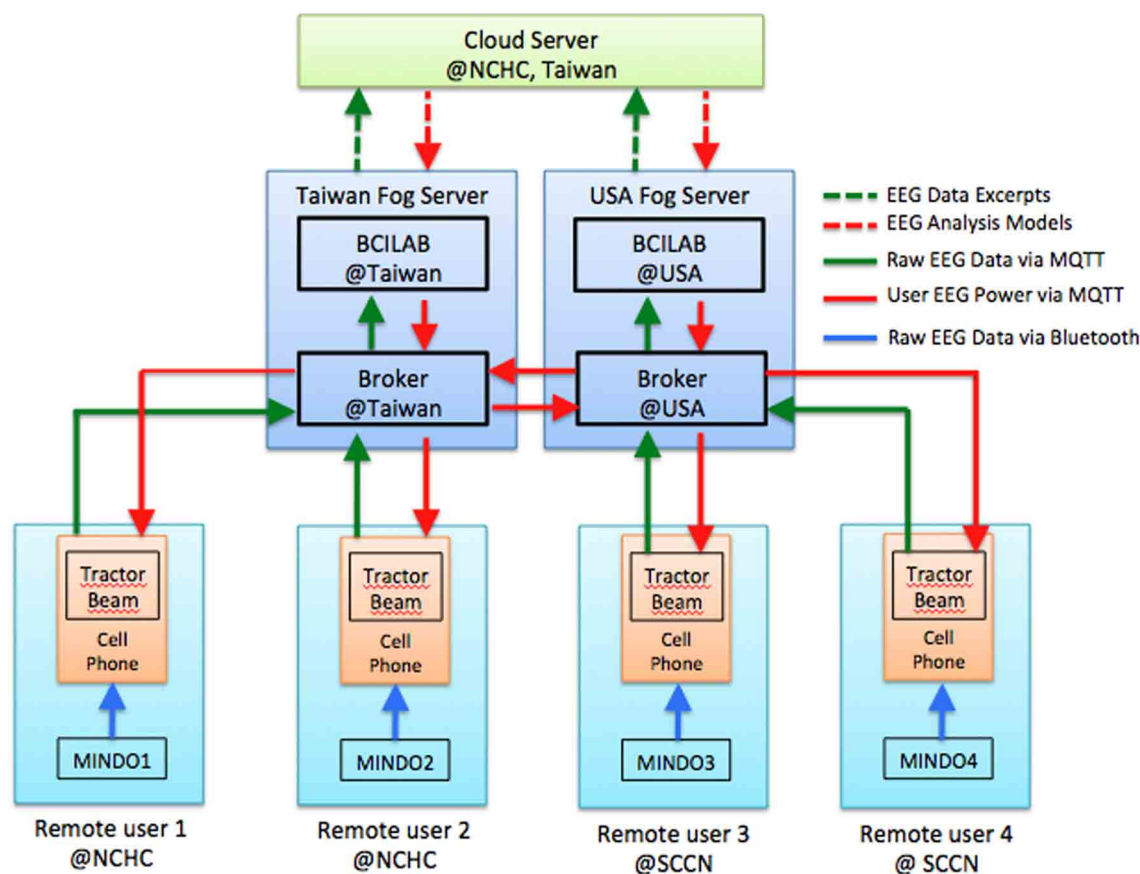 Cloud Server
@NCHC, Taiwan
Taiwan Fog Server
USA Fog Server
BCILAB
@Taiwan
BCILAB
@USA
Broker
@Taiwan
Broker
@USA
EEG Data Excerpts
EEG Analysis Models
Raw EEG Data via MQTT
User EEG Power via MQTT
Raw EEG Data via Bluetooth
Tractor
Beam
Cell
Phone
MINDO1
Remote user 1
@NCHC
Tractor
Beam
Cell
Phone
MINDO2
Remote user 2
@NCHC
Tractor
Beam
Cell
Phone
MINDO3
Remote user 3
@SCCN
Tractor
Beam
Cell
Phone
MINDO4
Remote user 4
@ SCCN